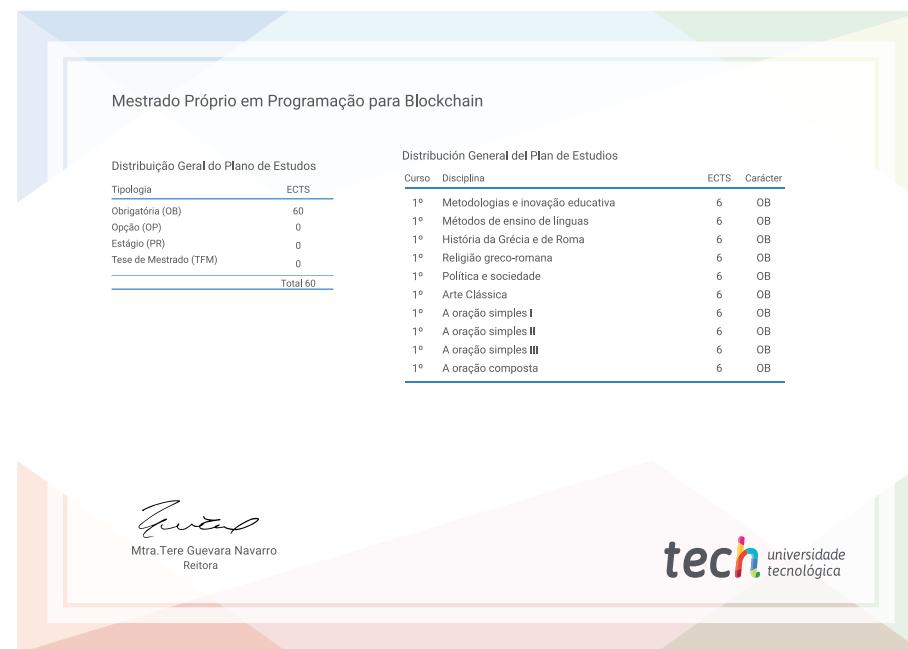 Mestrado Próprio em Programação para Blockchain
Distribuição Geral do Plano de Estudos
Tipologia ECTS
Obrigatória (OB) 60
Opção (OP) 0
Estágio (PR) 0
Tese de Mestrado (TFM) 0
Total 60
Distribución General del Plan de Estudios
Curso Disciplina ECTS Carácter
1º Metodologias e inovação educativa 6 OB
1º Métodos de ensino de línguas 6 OB
1º História da Grécia e de Roma 6 OB
1º Religião greco-romana 6 OB
1º Política e sociedade 6 OB
1º Arte Clássica 6 OB
1º A oração simples I 6 OB
1º A oração simples II 6 OB
1º A oração simples III 6 OB
1º A oração composta 6 OB
Mtra.Tere Guevara Navarro
Reitora
tech universidade
tecnológica